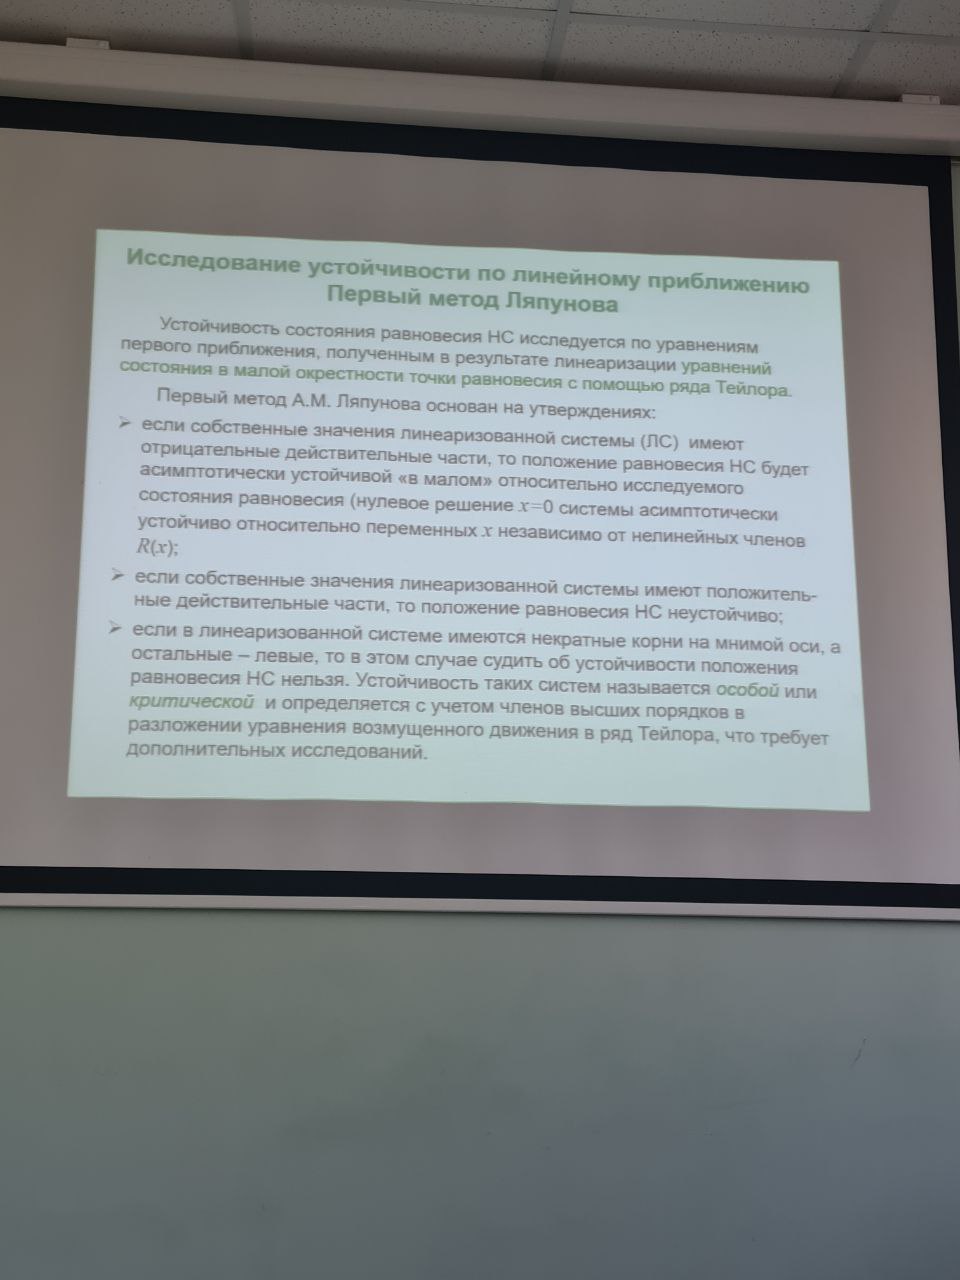 Исследование устойчивости по линейному приближению
Первый метод Ляпунова
Устойчивость состояния равновесия НС исследуется по уравнениям
первого приближения, полученным в результате линеаризации уравнений
состояния в малой окрестности точки равновесия с помощью ряда Тейлора.
Первый метод А.М. Ляпунова основан на утверждениях:
➢ если собственные значения линеаризованной системы (ЛС) имеют
отрицательные действительные части, то положение равновесия НС будет
асимптотически устойчивой «в малом» относительно исследуемого
состояния равновесия (нулевое решение x=0 системы асимптотически
устойчиво относительно переменных x независимо от нелинейных членов
R(x);
➢ если собственные значения линеаризованной системы имеют положитель-
ные действительные части, то положение равновесия НС неустойчиво;
➢ если в линеаризованной системе имеются некратные корни на мнимой оси, а
остальные – левые, то в этом случае судить об устойчивости положения
равновесия НС нельзя. Устойчивость таких систем называется особой или
критической и определяется с учетом членов высших порядков в
разложении уравнения возмущенного движения в ряд Тейлора, что требует
дополнительных исследований.